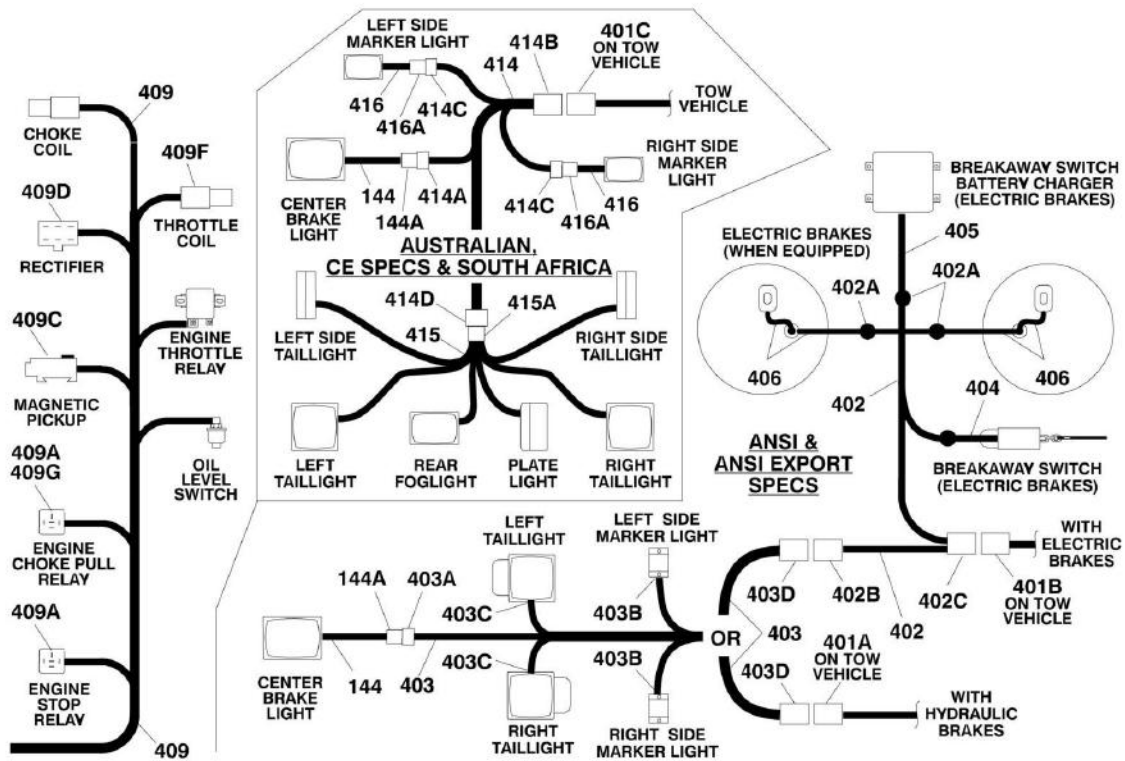 409
CHOKE
COIL
409F
409D
THROTTLE
COIL
RECTIFIER
409C
ENGINE
THROTTLE
RELAY
MAGNETIC
PICKUP
409A
409G
OIL
LEVEL
SWITCH
ENGINE
CHOKE PULL
RELAY
409A
ENGINE
STOP
RELAY
409
LEFT SIDE
MARKER LIGHT
414B
414
401C
ON TOW
VEHICLE
TOW
VEHICLE
416
416A
414C
RIGHT SIDE
MARKER
LIGHT
CENTER
BRAKE
LIGHT
144
144A
414A
414C
416A
416
AUSTRALIAN,
CE SPECS & SOUTH AFRICA
414D
415A
415
LEFT SIDE
TAILLIGHT
RIGHT SIDE
TAILLIGHT
LEFT
TAILLIGHT
REAR
FOGLIGHT
PLATE
LIGHT
RIGHT
TAILLIGHT
BREAKAWAY SWITCH
BATTERY CHARGER
(ELECTRIC BRAKES)
ELECTRIC BRAKES
(WHEN EQUIPPED)
405
402A
402A
406
406
402
404
ANSI &
ANSI EXPORT
SPECS
BREAKAWAY SWITCH
(ELECTRIC BRAKES)
LEFT
TAILLIGHT
LEFT SIDE
MARKER LIGHT
144A
403A
403C
403B
403D
402B
402
402C
WITH
ELECTRIC
BRAKES
401B
ON TOW
VEHICLE
OR
403
CENTER
BRAKE
LIGHT
144
403
403C
403B
403D
401A
ON TOW
VEHICLE
WITH
HYDRAULIC
BRAKES
RIGHT
TAILLIGHT
RIGHT SIDE
MARKER LIGHT